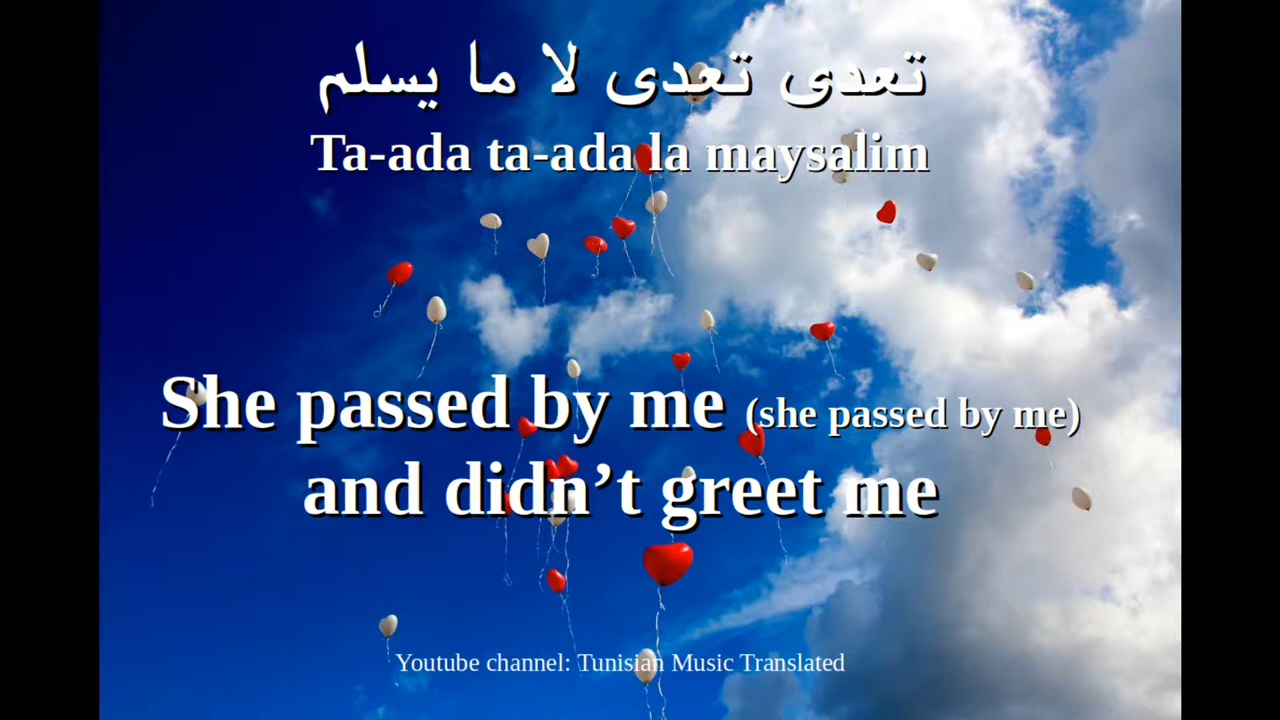 تعدى تعدى لا ما يسلم
Ta-ada ta-ada la maysalim
She passed by me (she passed by me)
and didn’t greet me
Youtube channel: Tunisian Music Translated